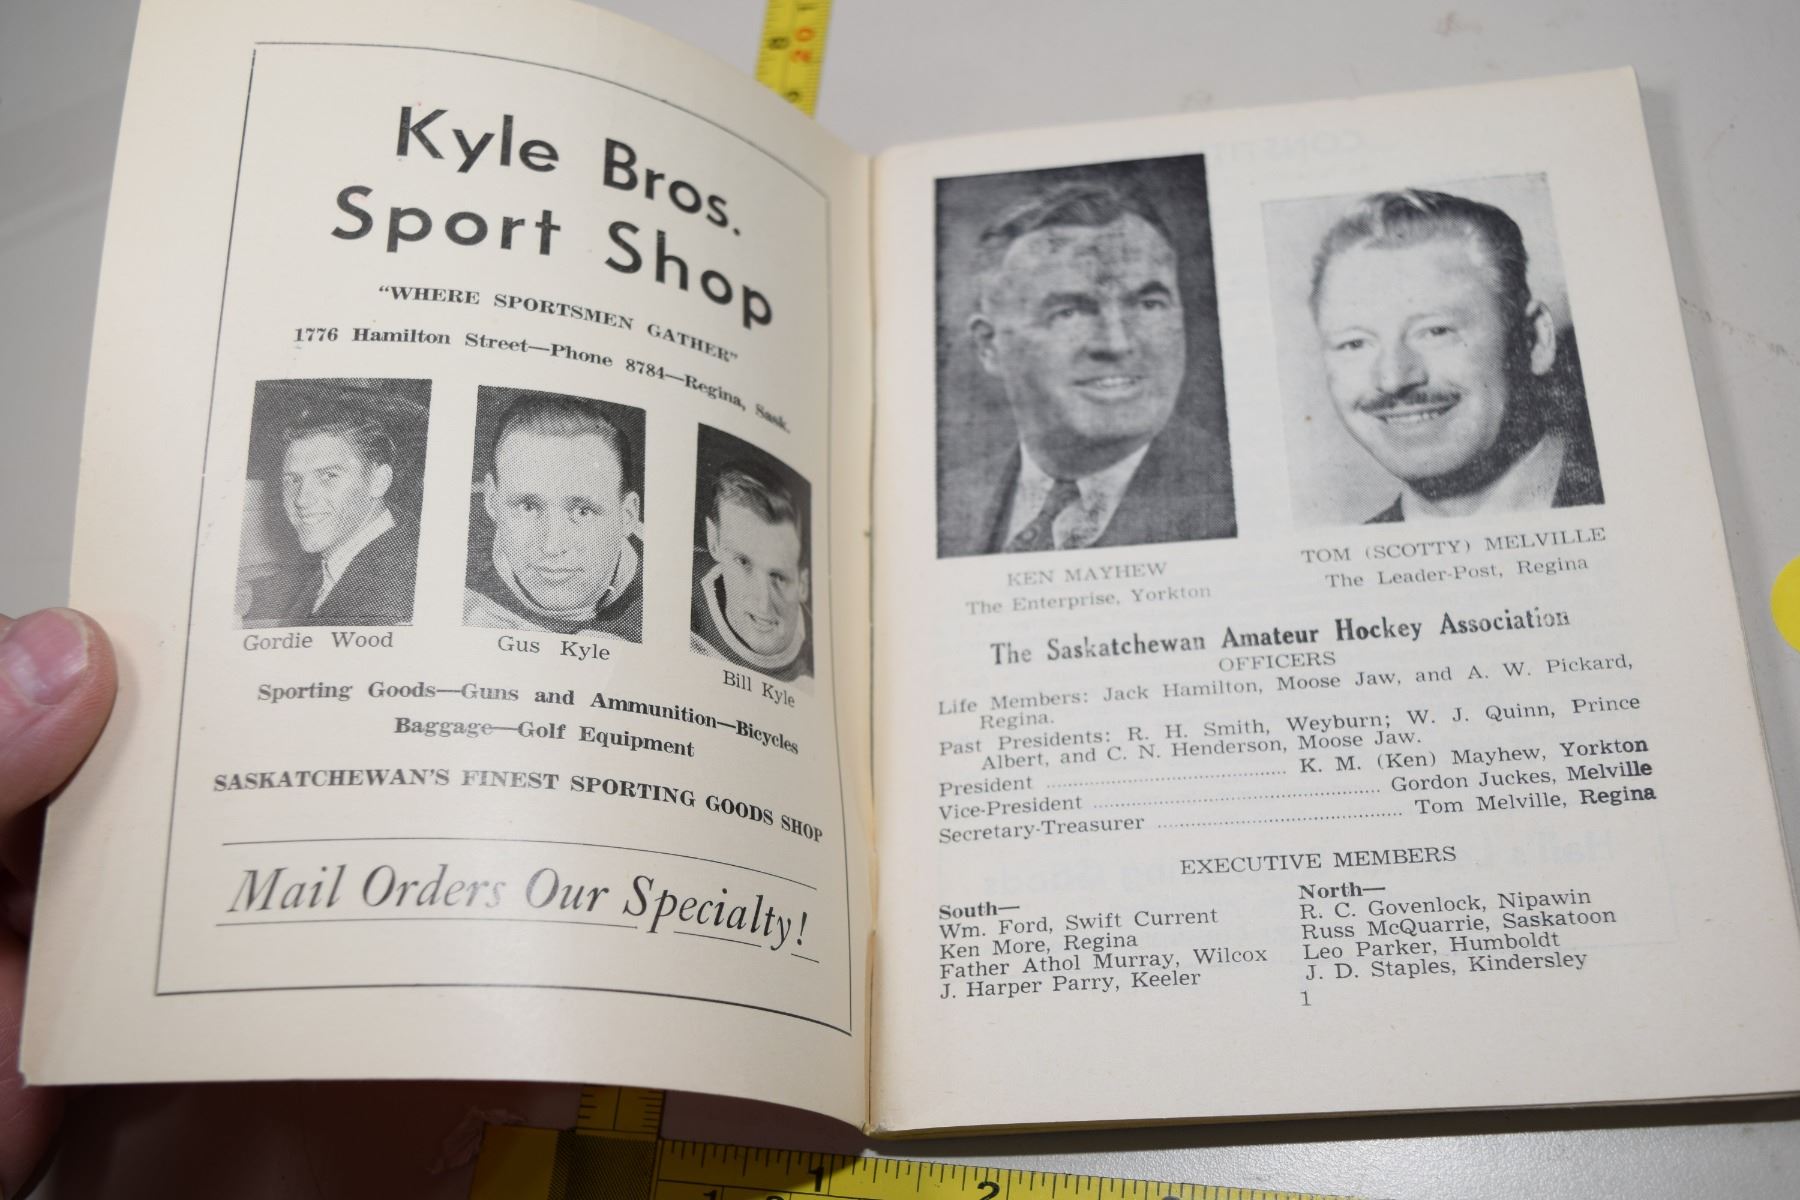 Kyle Bros.
Sport Shop
"WHERE SPORTSMEN GATHER"
1776 Hamilton Street—Phone 8784—Regina, Sask.
Gordie Wood
Gus Kyle
Bill Kyle
Sporting Goods—Guns and Ammunition—Bicycles
Baggage—Golf Equipment
SASKATCHEWAN'S FINEST SPORTING GOODS SHOP
Mail Orders Our Specialty!
KEN MAYHEW
The Enterprise, Yorkton
TOM (SCOTTY) MELVILLE
The Leader-Post, Regina
The Saskatchewan Amateur Hockey Association
OFFICERS
Life Members: Jack Hamilton, Moose Jaw, and A. W. Pickard,
Regina.
Past Presidents: R. H. Smith, Weyburn; W. J. Quinn, Prince
Albert, and C. N. Henderson, Moose Jaw.
President ........ K. M. (Ken) Mayhew, Yorkton
Vice-President ........ Gordon Juckes, Melville
Secretary-Treasurer ........ Tom Melville, Regina
EXECUTIVE MEMBERS
South—
Wm. Ford, Swift Current
Ken More, Regina
Father Athol Murray, Wilcox
J. Harper Parry, Keeler
North—
R. C. Govenlock, Nipawin
Russ McQuarrie, Saskatoon
Leo Parker, Humboldt
J. D. Staples, Kindersley
1
8
20
1
2